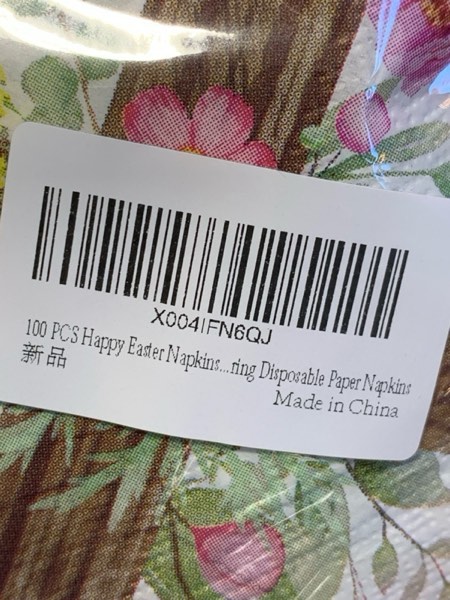 X004IFN6QJ
100 PCS Happy Easter Napkins...ring Disposable Paper Napkins
新品
Made in China